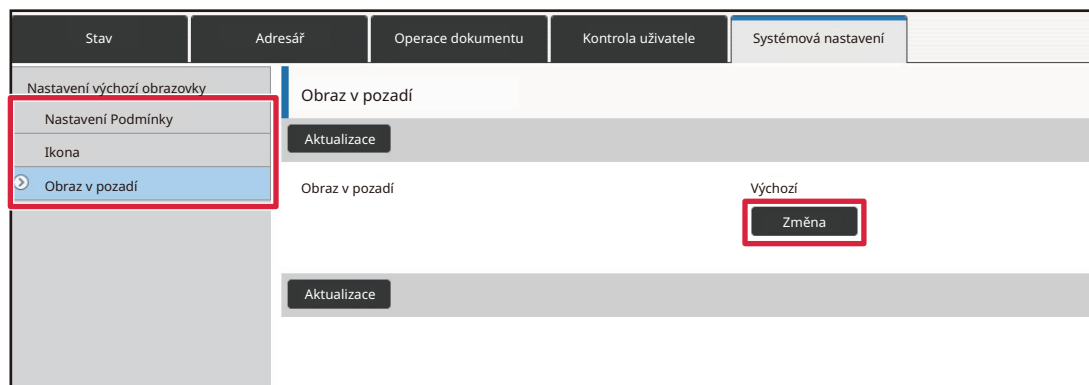 Stav
Adresář
Operace dokumentu
Kontrola uživatele
Systémová nastavení
Nastavení výchozí obrazovky
Nastavení Podmínky
Ikona
Obraz v pozadí
Obraz v pozadí
Aktualizace
Obraz v pozadí
Výchozí
Změna
Aktualizace